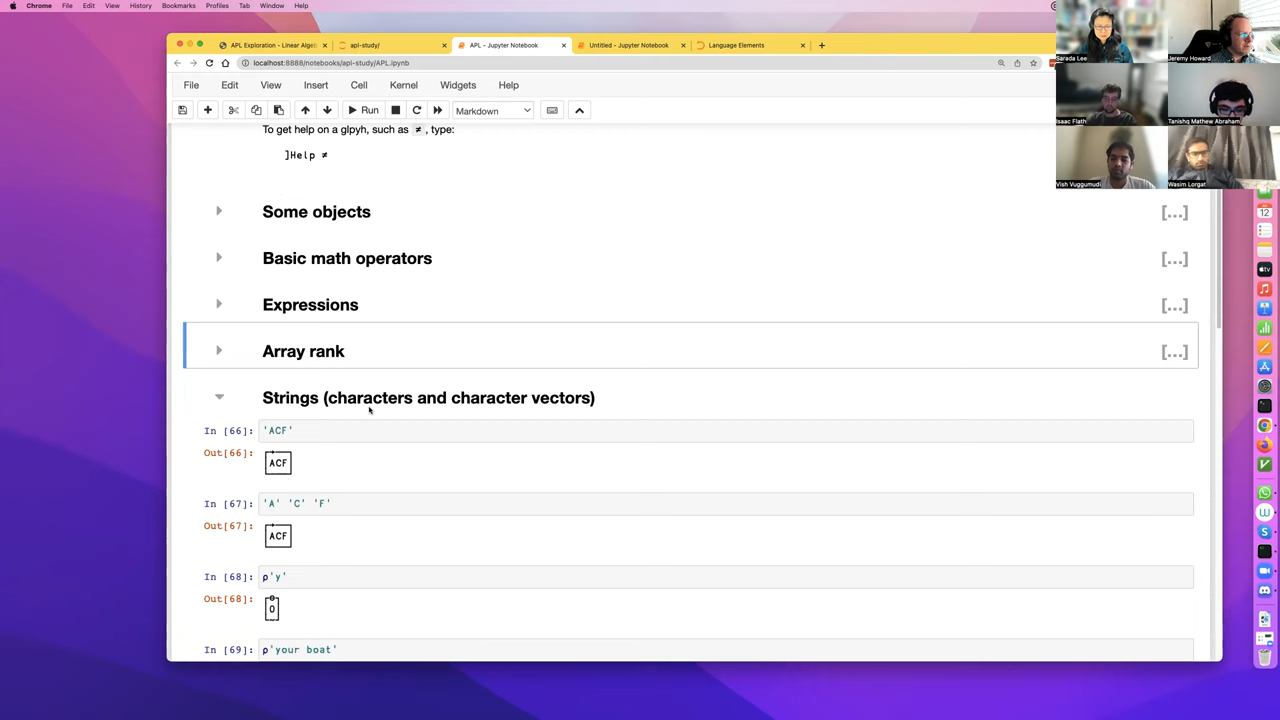 Chrome File Edit View History Bookmarks Profiles Tab Window Help
APL Exploration - Linear Algeb
apl-study/
APL - Jupyter Notebook
Untitled - Jupyter Notebook
Language Elements
localhost:8888/notebooks/apl-study/APL.ipynb
File Edit View Insert Cell Kernel Widgets Help
Run
Markdown
To get help on a glpyh, such as ≠ , type:
]Help ≠
Some objects
[...]
Basic math operators
[...]
Expressions
[...]
Array rank
[...]
Strings (characters and character vectors)
In [66]: 'ACF'
Out[66]: ACF
In [67]: 'A' 'C' 'F'
Out[67]: ACF
In [68]: ⍴'y'
Out[68]: 0
In [69]: ⍴'your boat'
Sarada Lee
Jeremy Howard
Isaac Flath
Tanishq Mathew Abraham
Vish Vuggumudi
Wasim Lorgat
12